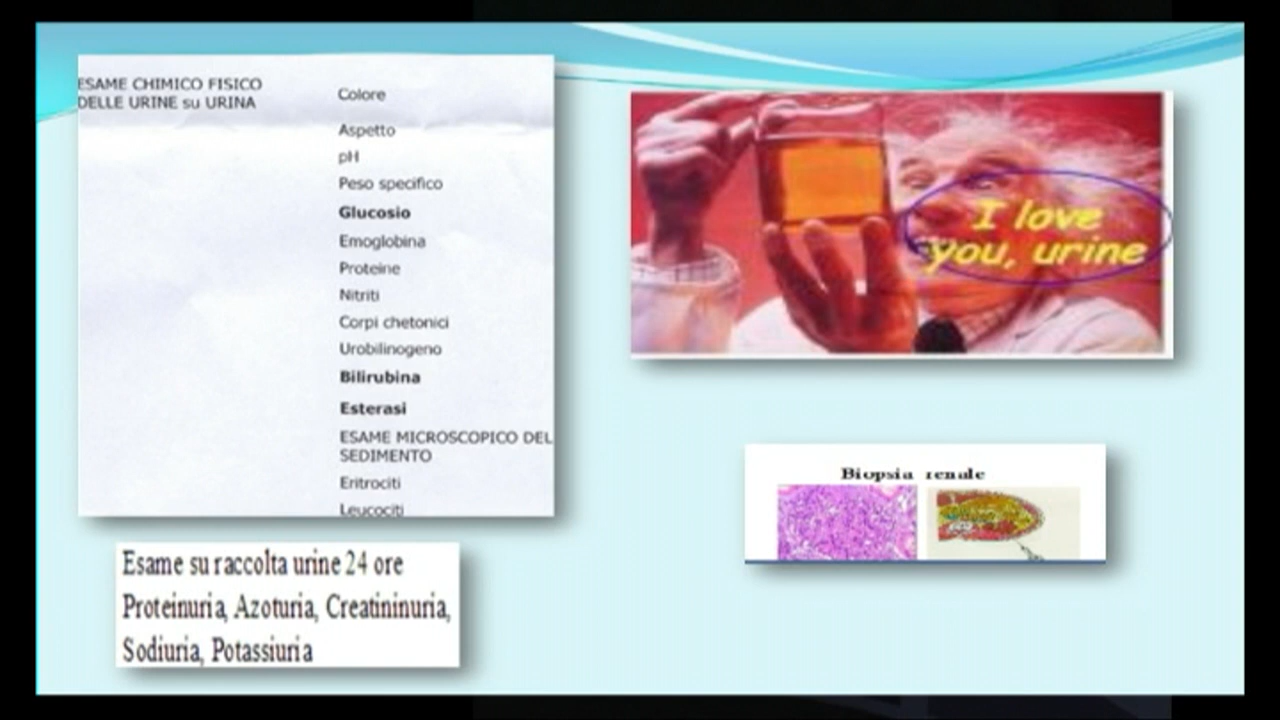 ESAME CHIMICO FISICO
DELLE URINE su URINA
Colore
Aspetto
pH
Peso specifico
Glucosio
Emoglobina
Proteine
Nitriti
Corpi chetonici
Urobilinogeno
Bilirubina
Esterasi
ESAME MICROSCOPICO DEL
SEDIMENTO
Eritrociti
Leucociti
Esame su raccolta urine 24 ore
Proteinuria, Azoturia, Creatininuria,
Sodiuria, Potassiuria
I love
you, urine
Biopsia renale